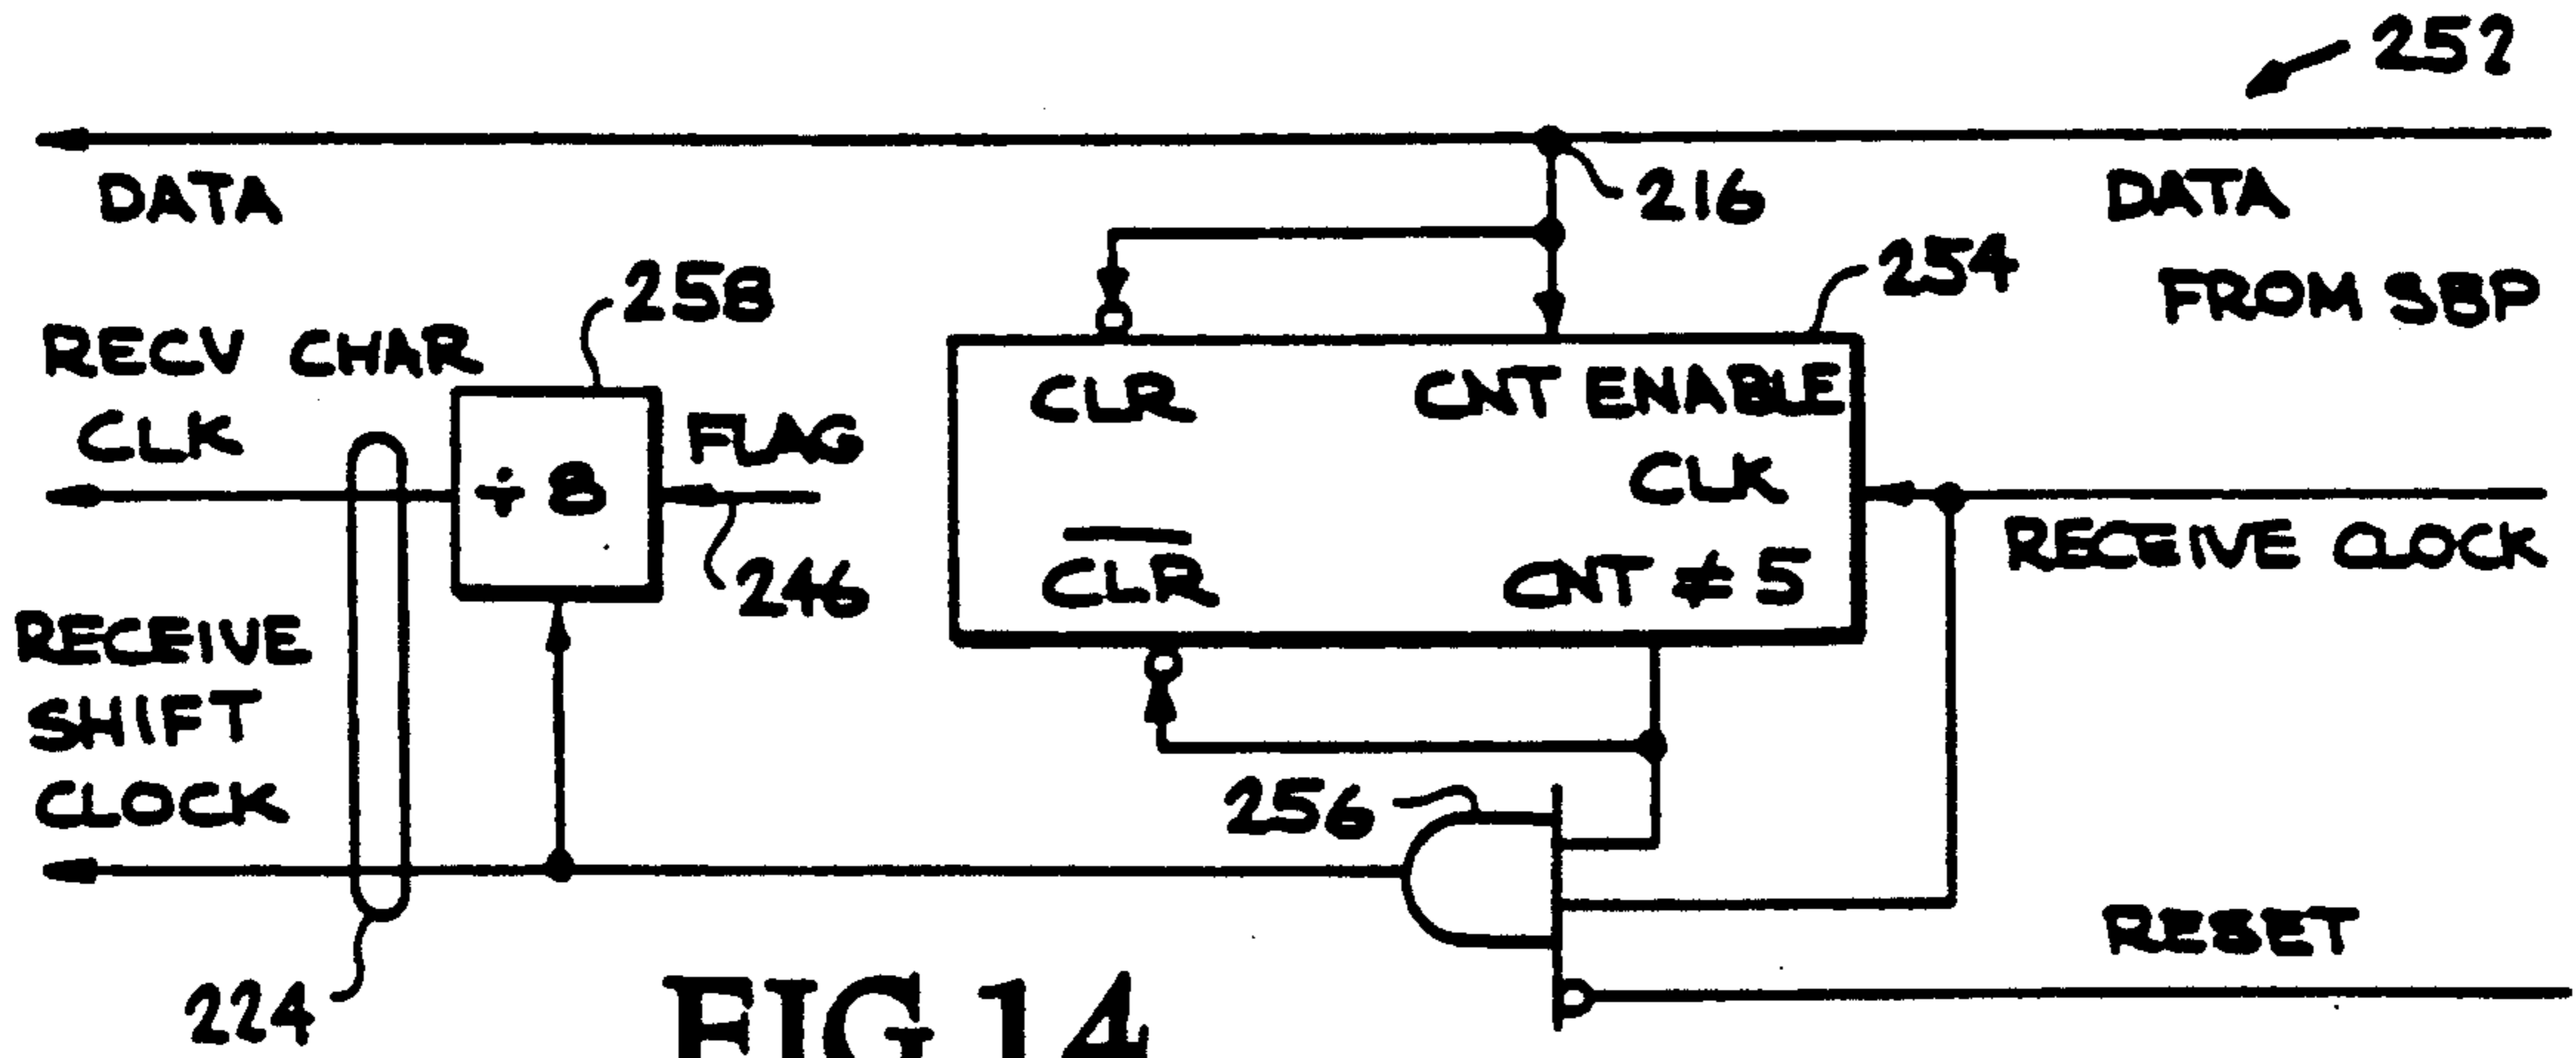 252
DATA
216
DATA
FROM SBP
254
258
RECV CHAR
CLK
÷ 8
FLAG
246
CLR
CNT ENABLE
CLK
CLR
CNT ≠ 5
RECEIVE CLOCK
RECEIVE
SHIFT
CLOCK
256
RESET
224
FIG 14